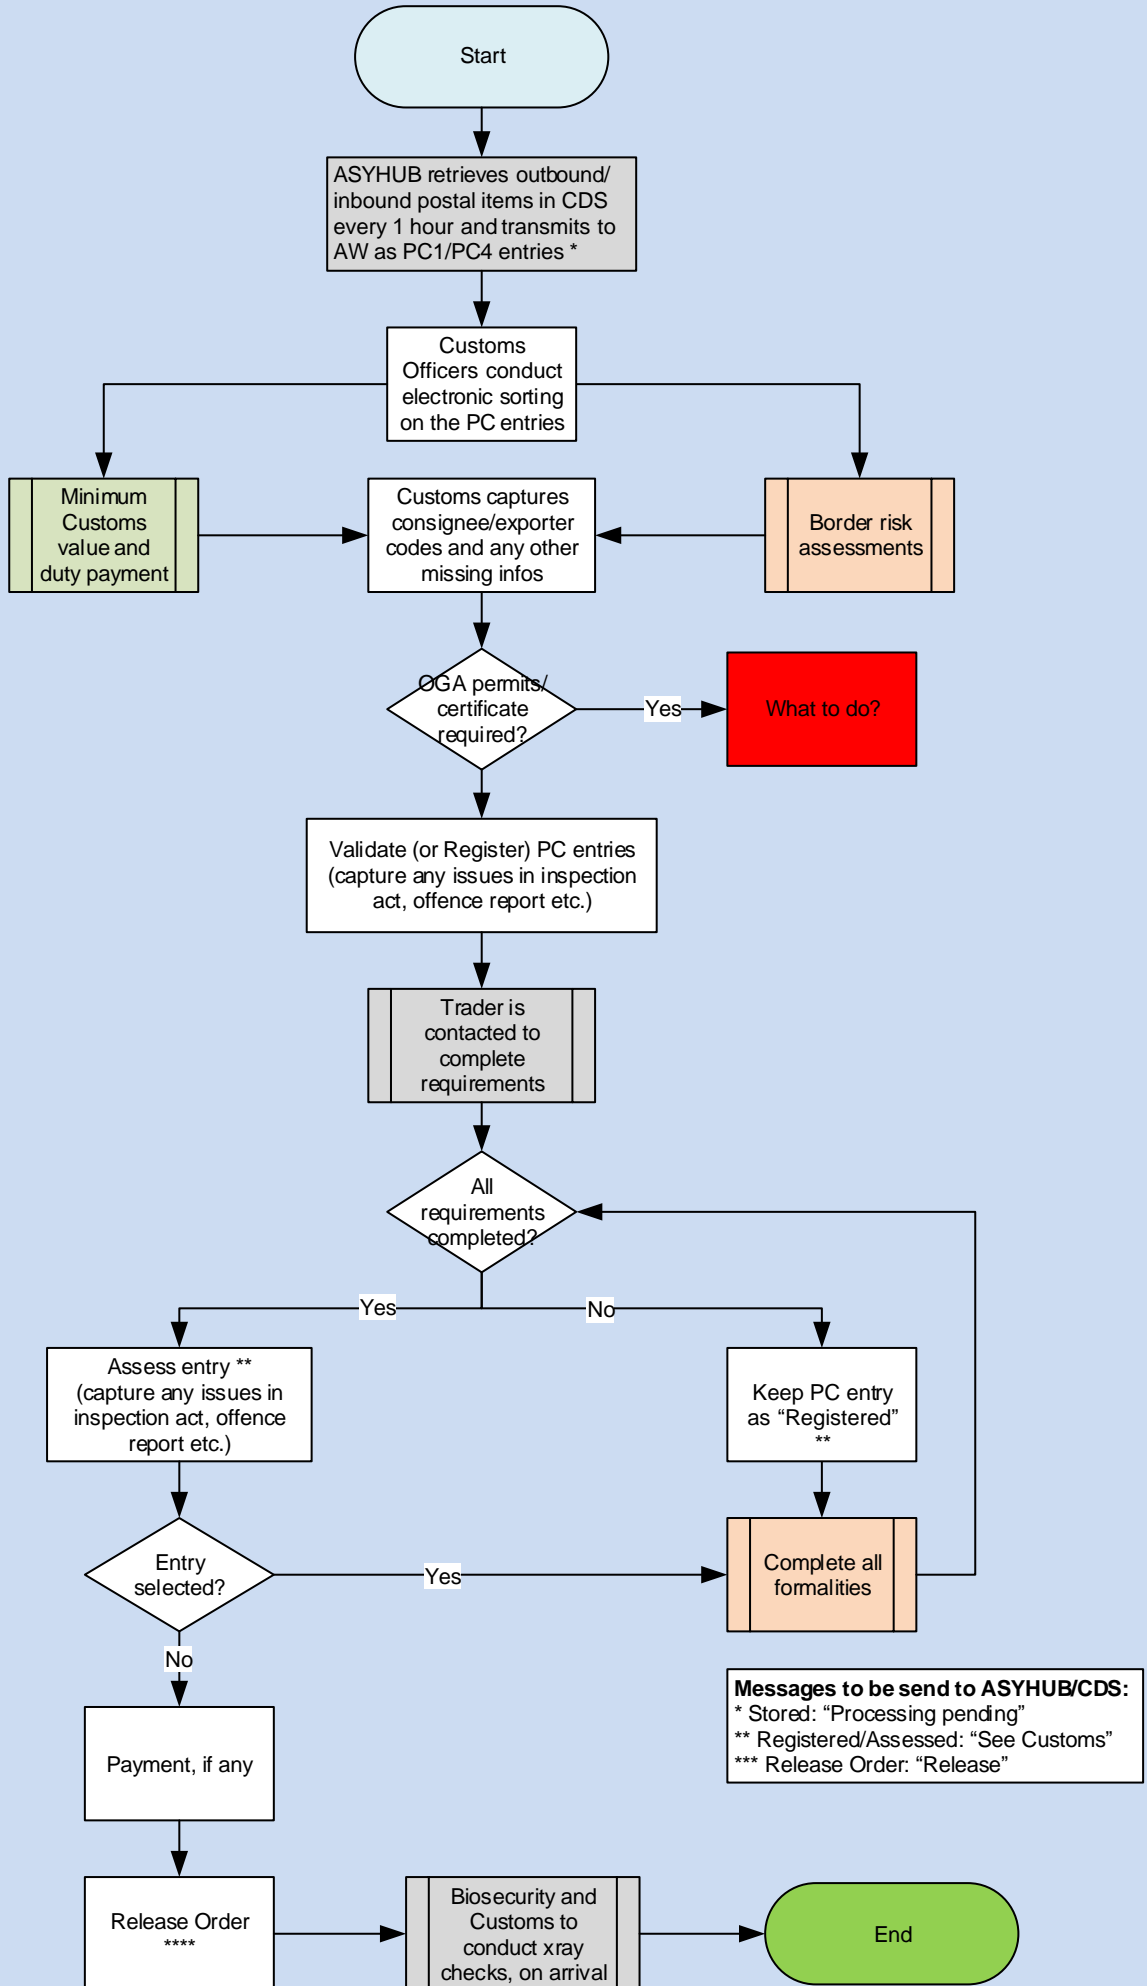 Start
ASYHUB retrieves outbound/
inbound postal items in CDS
every 1 hour and transmits to
AW as PC1/PC4 entries *
Customs
Officers conduct
electronic sorting
on the PC entries
Minimum
Customs
value and
duty payment
Customs captures
consignee/exporter
codes and any other
missing infos
Border risk
assessments
OGA permits/
certificate
required?
Yes
What to do?
Validate (or Register) PC entries
(capture any issues in inspection
act, offence report etc.)
Trader is
contacted to
complete
requirements
All
requirements
completed?
Yes
No
Assess entry **
(capture any issues in
inspection act, offence
report etc.)
Keep PC entry
as “Registered”
**
Entry
selected?
Yes
Complete all
formalities
No
Messages to be send to ASYHUB/CDS:
* Stored: “Processing pending”
** Registered/Assessed: “See Customs”
*** Release Order: “Release”
Payment, if any
Release Order
****
Biosecurity and
Customs to
conduct xray
checks, on arrival
End